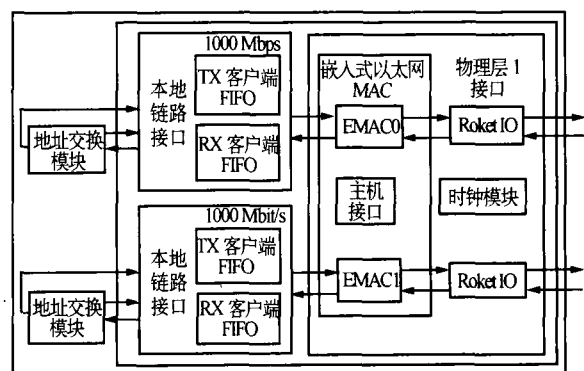 1000 Mbps
本地
链路
接口
TX 客户端
FIFO
RX 客户端
FIFO
地址交换
模块
嵌入式以太网
MAC
EMAC0
主机
接口
EMAC1
物理层 1
接口
Roket IO
时钟模块
Roket IO
1000 Mbit/s
本地
链路
接口
TX 客户端
FIFO
RX 客户端
FIFO
地址交换
模块